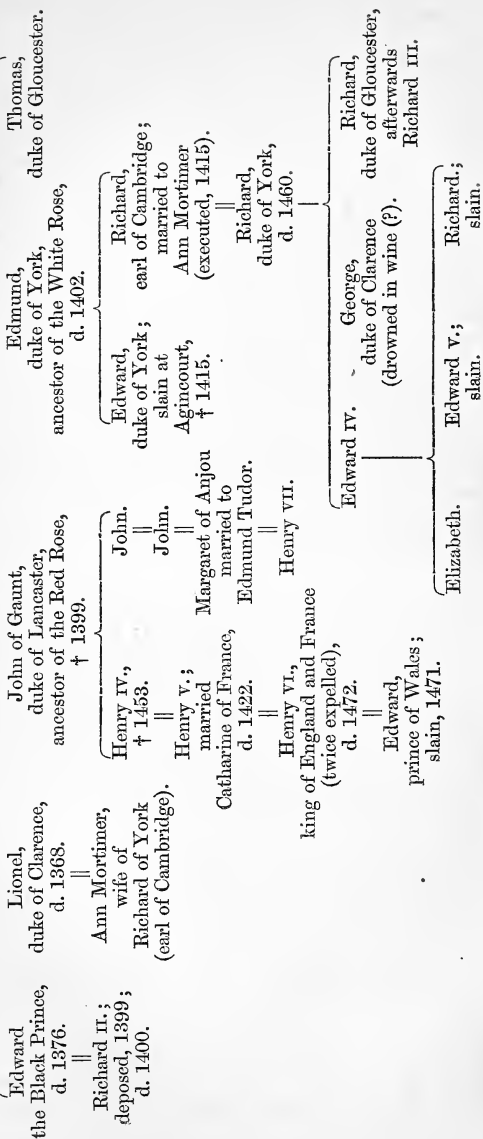 Edward
the Black Prince,
d. 1376.
Richard II.;
deposed, 1399;
d. 1400.
Lionel,
duke of Clarence,
d. 1368.
Ann Mortimer,
wife of
Richard of York
(earl of Cambridge).
John of Gaunt,
duke of Lancaster,
ancestor of the Red Rose,
† 1399.
Henry IV.,
† 1453.
Henry V.;
married
Catharine of France,
d. 1422.
Henry VI.,
king of England and France
(twice expelled),
d. 1472.
Edward,
prince of Wales;
slain, 1471.
John.
John.
Margaret of Anjou
married to
Edmund Tudor.
Henry VII.
Edmund,
duke of York,
ancestor of the White Rose,
d. 1402.
Edward,
duke of York;
slain at
Agincourt,
† 1415.
Richard,
earl of Cambridge;
married to
Ann Mortimer
(executed, 1415).
Richard,
duke of York,
d. 1460.
Edward IV.
George,
duke of Clarence
(drowned in wine (?).
Richard,
duke of Gloucester,
afterwards
Richard III.
Elizabeth.
Edward V.;
slain.
Richard.;
slain.
Thomas,
duke of Gloucester.